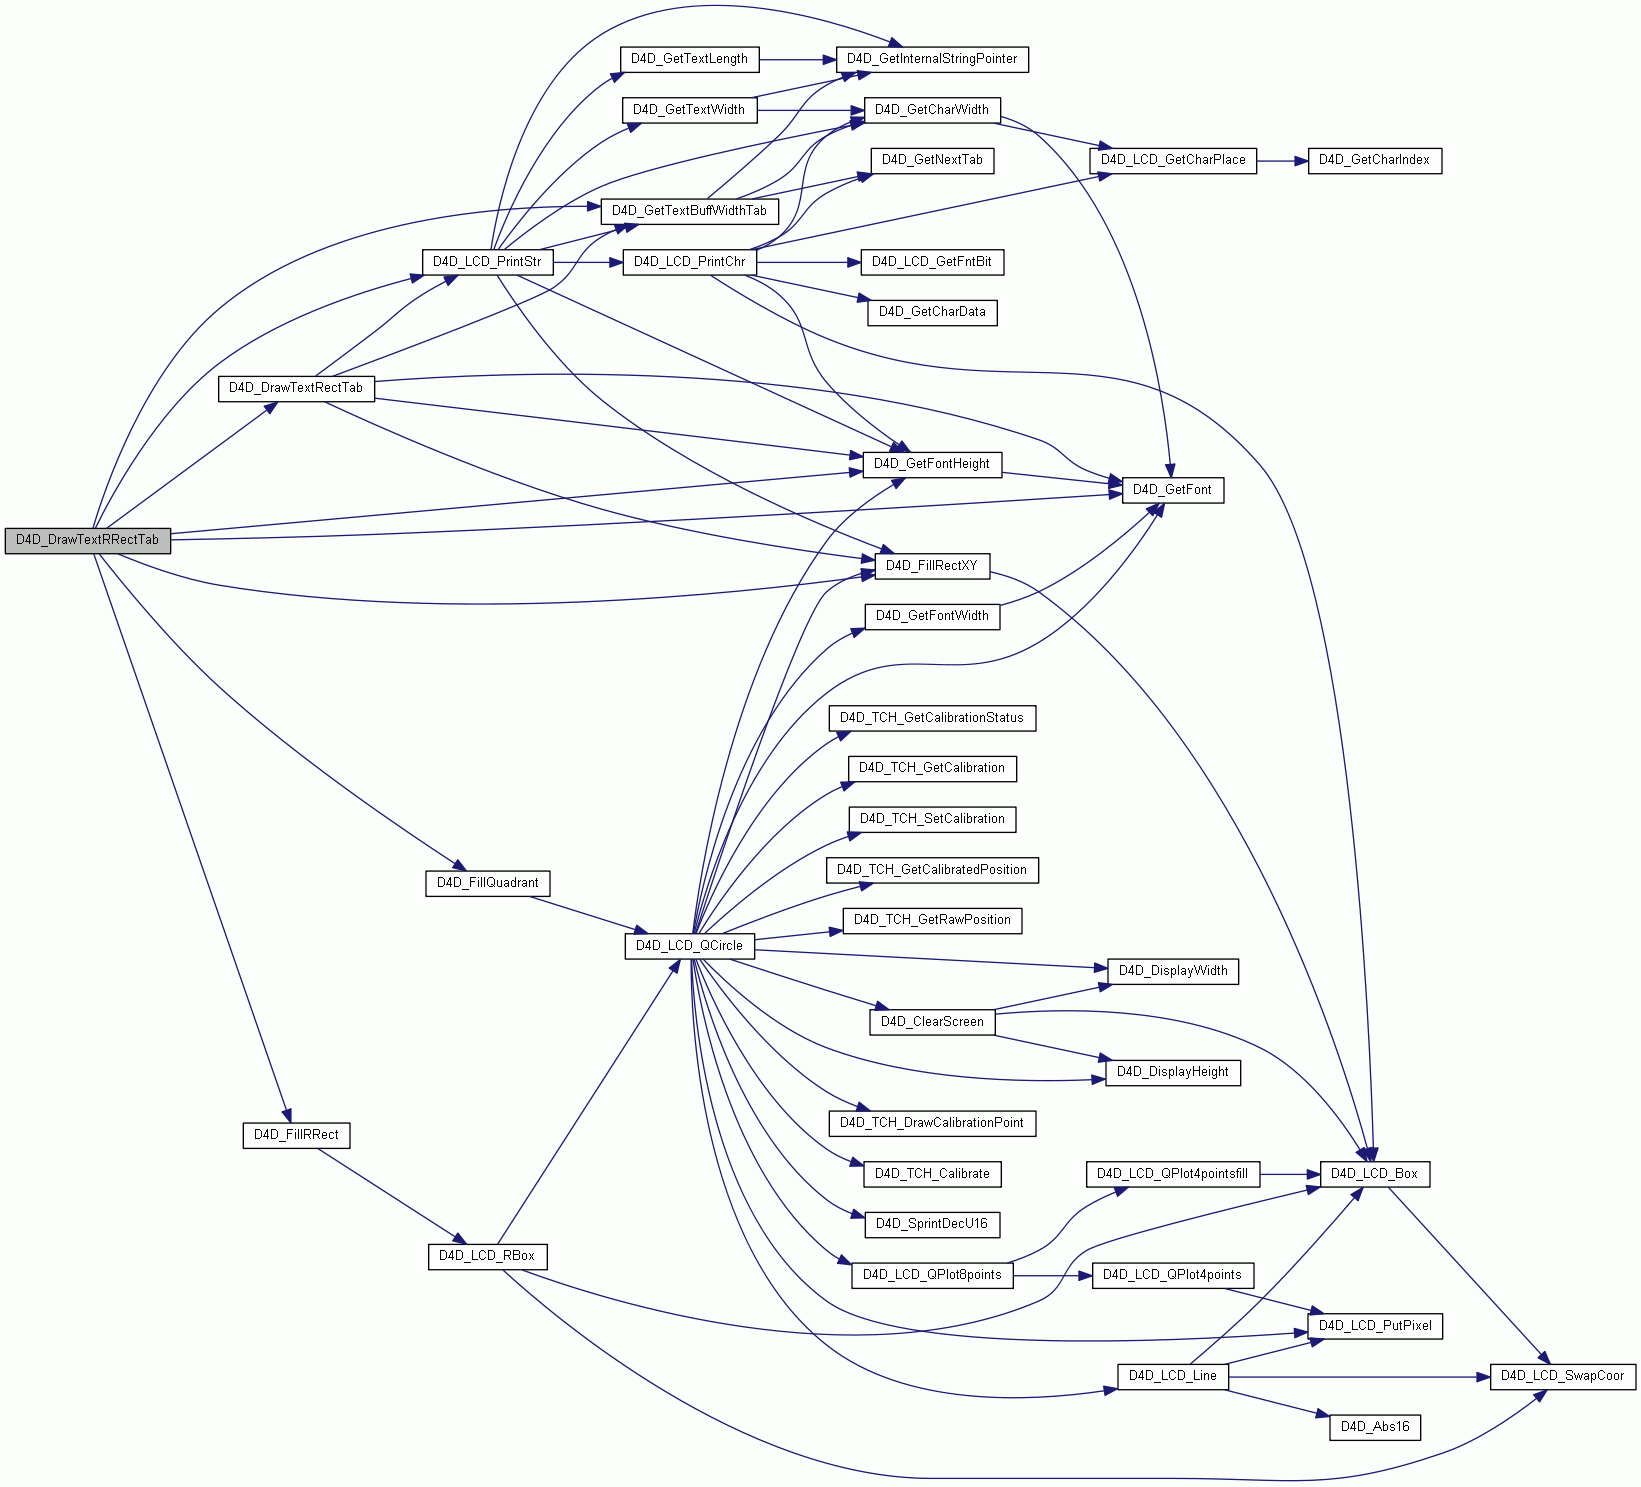 D4D_GetTextLength
D4D_GetInternalStringPointer
D4D_GetTextWidth
D4D_GetCharWidth
D4D_GetNextTab
D4D_LCD_GetCharPlace
D4D_GetCharIndex
D4D_GetTextBuffWidthTab
D4D_LCD_PrintStr
D4D_LCD_PrintChr
D4D_LCD_GetFntBit
D4D_GetCharData
D4D_DrawTextRectTab
D4D_GetFontHeight
D4D_GetFont
D4D_DrawTextRRectTab
D4D_FillRectXY
D4D_GetFontWidth
D4D_TCH_GetCalibrationStatus
D4D_TCH_GetCalibration
D4D_TCH_SetCalibration
D4D_TCH_GetCalibratedPosition
D4D_FillQuadrant
D4D_TCH_GetRawPosition
D4D_LCD_QCircle
D4D_DisplayWidth
D4D_ClearScreen
D4D_DisplayHeight
D4D_TCH_DrawCalibrationPoint
D4D_FillRRect
D4D_TCH_Calibrate
D4D_LCD_QPlot4pointsfill
D4D_LCD_Box
D4D_SprintDecU16
D4D_LCD_RBox
D4D_LCD_QPlot8points
D4D_LCD_QPlot4points
D4D_LCD_PutPixel
D4D_LCD_Line
D4D_LCD_SwapCoor
D4D_Abs16